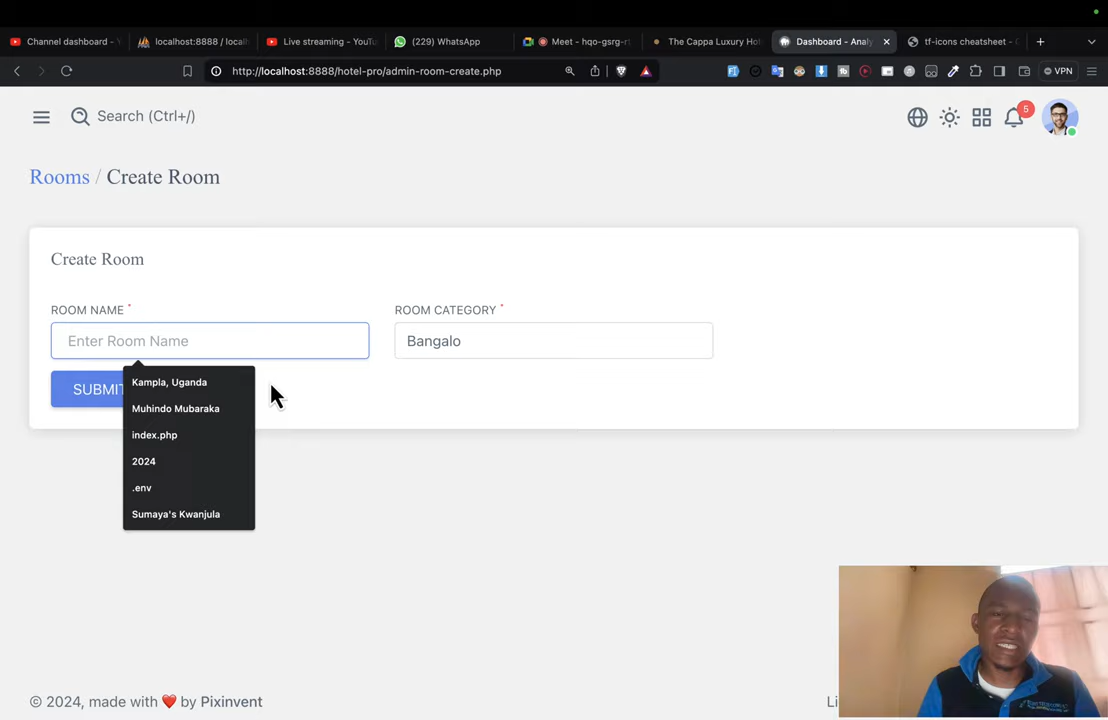 Channel dashboard -
localhost:8888 / local
Live streaming - YouTu
(229) WhatsApp
Meet - hqo-gsrg-r
The Cappa Luxury Ho
Dashboard - Analy
tf-icons cheatsheet -
http://localhost:8888/hotel-pro/admin-room-create.php
VPN
Search (Ctrl+/)
5
Rooms / Create Room
Create Room
ROOM NAME *
ROOM CATEGORY *
Enter Room Name
Bangalo
SUBMIT
Kampla, Uganda
Muhindo Mubaraka
index.php
2024
.env
Sumaya's Kwanjula
© 2024, made with ❤️ by Pixinvent
Li